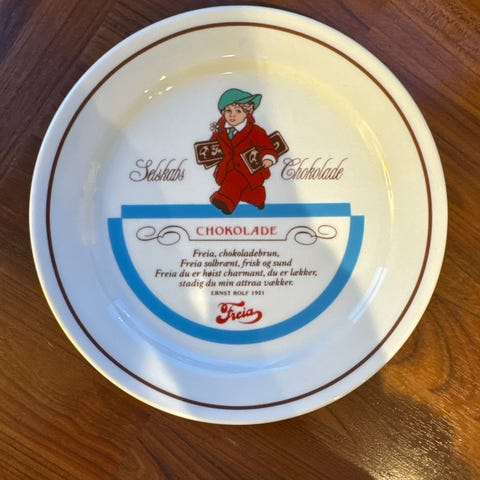 Selskabs Chokolade
CHOKOLADE
Freia, chokoladebrun,
Freia solbrænt, frisk og sund
Freia du er høist charmant, du er lækker,
stadig du min attraa vækker.
ERNST ROLF 1921
Freia